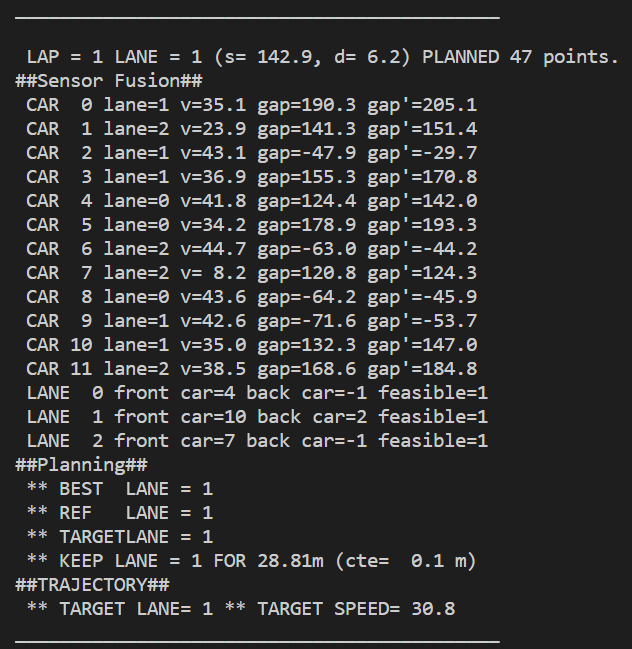 LAP = 1 LANE = 1 (s= 142.9, d= 6.2) PLANNED 47 points.
##Sensor Fusion##
CAR  0 lane=1 v=35.1 gap=190.3 gap'=205.1
CAR  1 lane=2 v=23.9 gap=141.3 gap'=151.4
CAR  2 lane=1 v=43.1 gap=-47.9 gap'=-29.7
CAR  3 lane=1 v=36.9 gap=155.3 gap'=170.8
CAR  4 lane=0 v=41.8 gap=124.4 gap'=142.0
CAR  5 lane=0 v=34.2 gap=178.9 gap'=193.3
CAR  6 lane=2 v=44.7 gap=-63.0 gap'=-44.2
CAR  7 lane=2 v= 8.2 gap=120.8 gap'=124.3
CAR  8 lane=0 v=43.6 gap=-64.2 gap'=-45.9
CAR  9 lane=1 v=42.6 gap=-71.6 gap'=-53.7
CAR 10 lane=1 v=35.0 gap=132.3 gap'=147.0
CAR 11 lane=2 v=38.5 gap=168.6 gap'=184.8
LANE  0 front car=4 back car=-1 feasible=1
LANE  1 front car=10 back car=2 feasible=1
LANE  2 front car=7 back car=-1 feasible=1
##Planning##
** BEST  LANE = 1
** REF   LANE = 1
** TARGETLANE = 1
** KEEP LANE = 1 FOR 28.81m (cte=  0.1 m)
##TRAJECTORY##
** TARGET LANE= 1 ** TARGET SPEED= 30.8